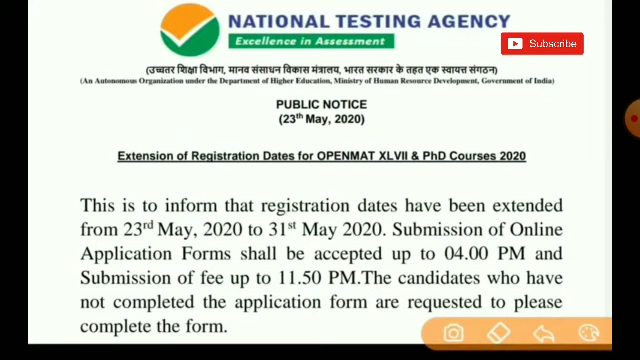 NATIONAL TESTING AGENCY
Excellence in Assessment
Subscribe
(उच्चतर शिक्षा विभाग, मानव संसाधन विकास मंत्रालय, भारत सरकार के तहत एक स्वायत्त संगठन)
(An Autonomous Organization under the Department of Higher Education, Ministry of Human Resource Development, Government of India)
PUBLIC NOTICE
(23th May, 2020)
Extension of Registration Dates for OPENMAT XLVII & PhD Courses 2020
This is to inform that registration dates have been extended
from 23rd May, 2020 to 31st May 2020. Submission of Online
Application Forms shall be accepted up to 04.00 PM and
Submission of fee up to 11.50 PM.The candidates who have
not completed the application form are requested to please
complete the form.